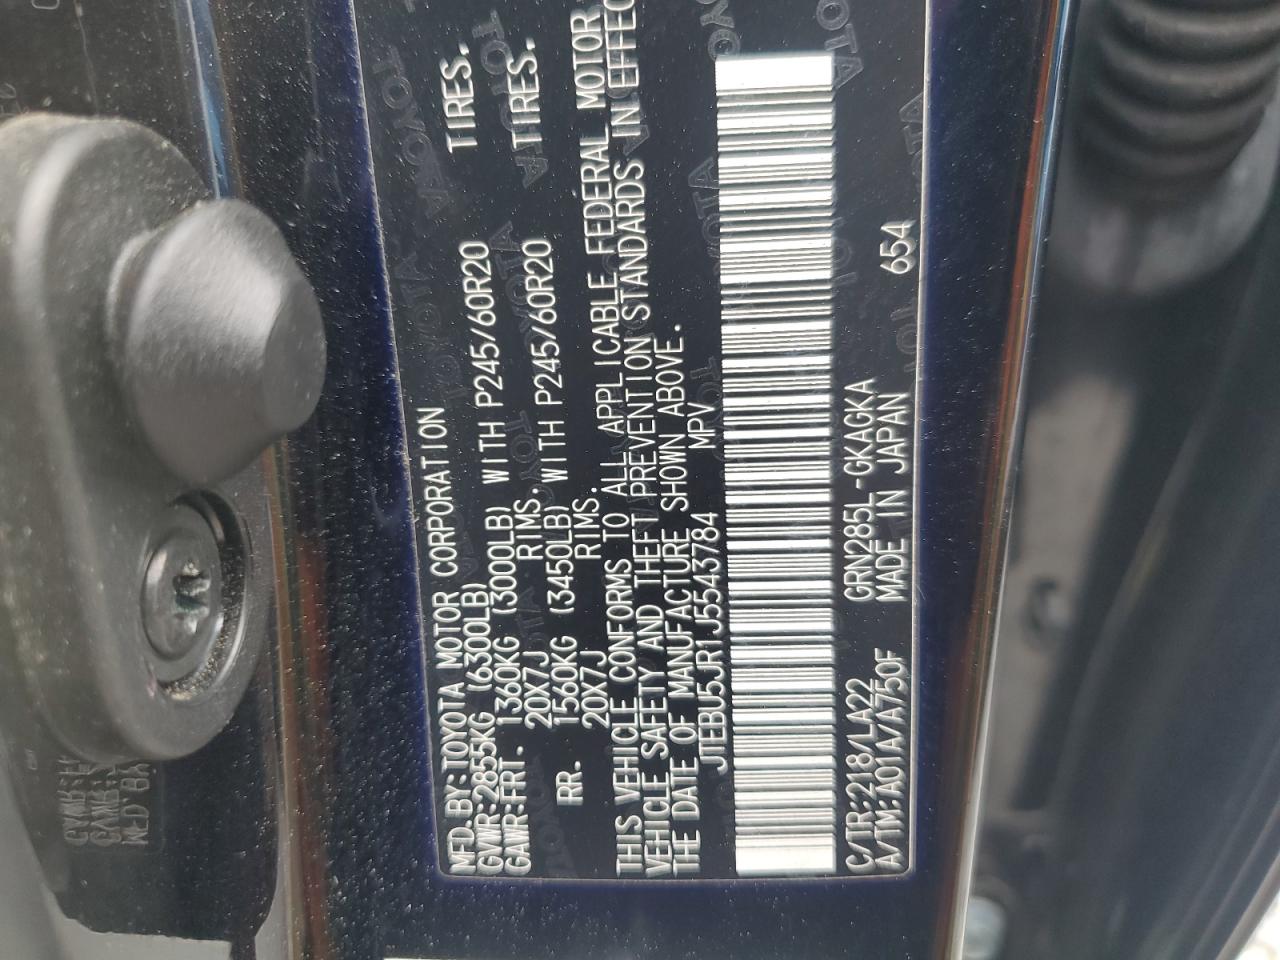 MFD. BY: TOYOTA MOTOR CORPORATION
GVWR: 2855KG (6300LB)
GAWR: FRT. 1360KG (3000LB) WITH P245/60R20 TIRES.
20X7J RIMS.
RR. 1560KG (3450LB) WITH P245/60R20 TIRES.
20X7J RIMS.
THIS VEHICLE CONFORMS TO ALL APPLICABLE FEDERAL MOTOR
VEHICLE SAFETY AND THEFT PREVENTION STANDARDS IN EFFEC
THE DATE OF MANUFACTURE SHOWN ABOVE.
JTEBU5JR1J5543784 MPV
C/TR: 218/LA22 GRN285L-GKAGKA
A/TM: A01A/A750F MADE IN JAPAN 654